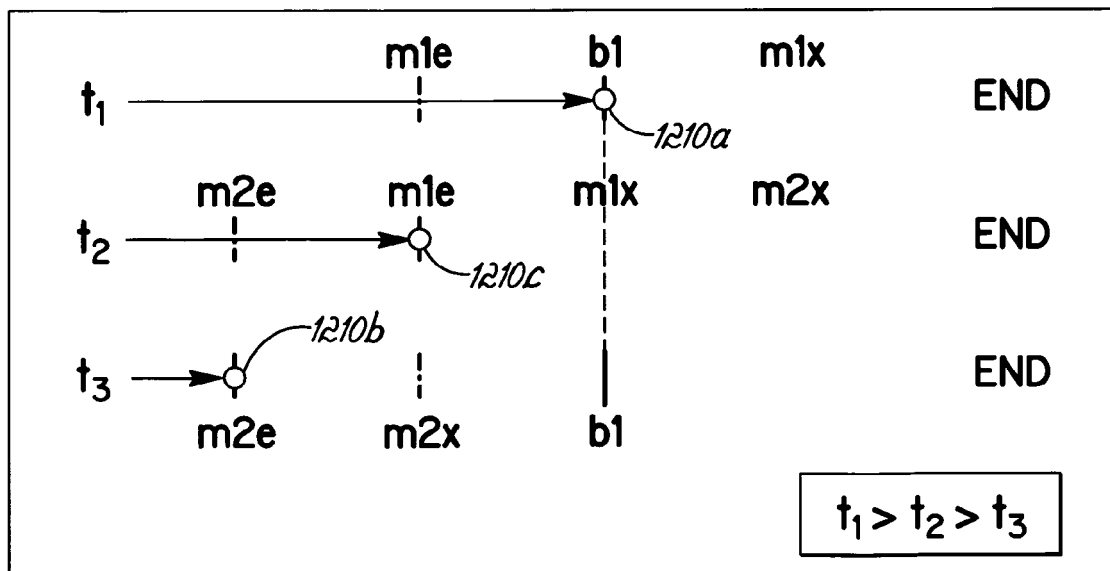 m1e b1 m1x
t₁ END
1210a
m2e m1e m1x m2x
t₂ END
1210c
1210b
t₃ END
m2e m2x b1
t₁ > t₂ > t₃